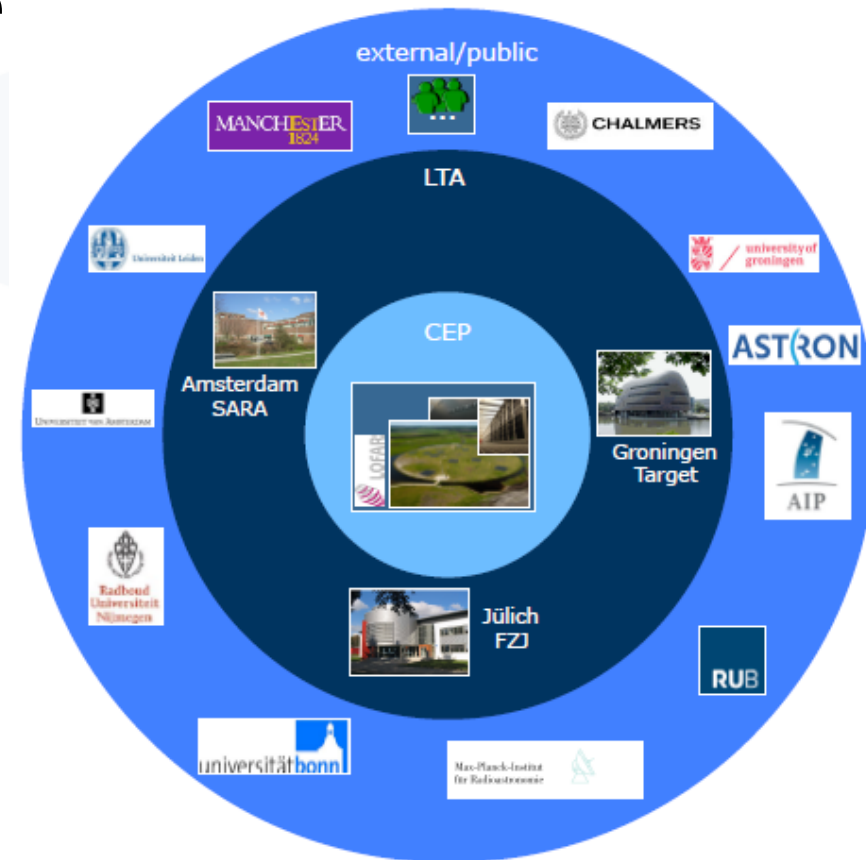 external/public
MANCHESTER
1824
...
CHALMERS
LTA
Universiteit Leiden
university of
groningen
CEP
ASTRON
Amsterdam
SARA
UNIVERSITEIT VAN AMSTERDAM
LOFAR
Groningen
Target
AIP
Radboud
Universiteit
Nijmegen
Jülich
FZJ
RUB
universitätbonn
Max-Planck-Institut
für Radioastronomie